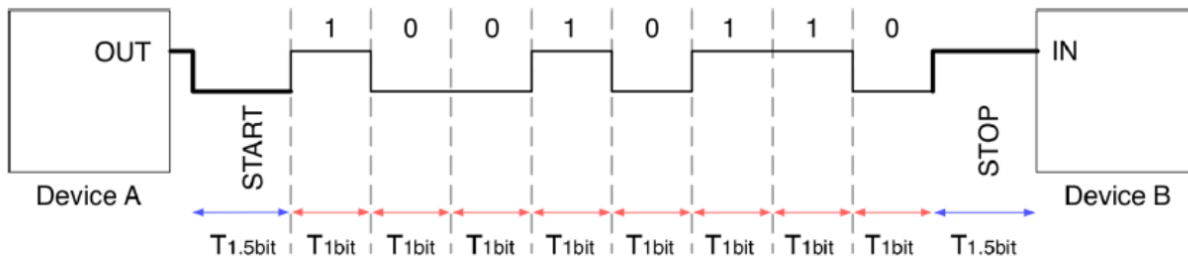 1 0 0 1 0 1 1 0
OUT
IN
START
STOP
Device A
Device B
T1.5bit T1bit T1bit T1bit T1bit T1bit T1bit T1bit T1bit T1.5bit